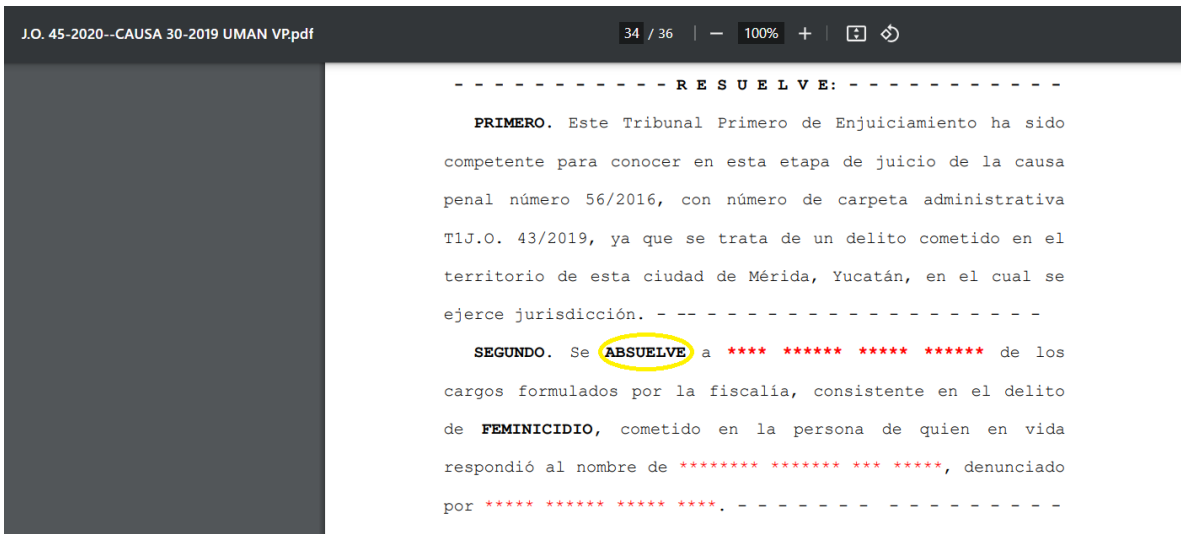 J.O. 45-2020--CAUSA 30-2019 UMAN VP.pdf
34 / 36 | — 100% + |
- - - - - - - - - - - R E S U E L V E: - - - - - - - - - - -
PRIMERO. Este Tribunal Primero de Enjuiciamiento ha sido
competente para conocer en esta etapa de juicio de la causa
penal número 56/2016, con número de carpeta administrativa
T1J.O. 43/2019, ya que se trata de un delito cometido en el
territorio de esta ciudad de Mérida, Yucatán, en el cual se
ejerce jurisdicción. - -- - - - - - - - - - - - - - - - - -
SEGUNDO. Se ABSUELVE a **** ****** ***** ****** de los
cargos formulados por la fiscalía, consistente en el delito
de FEMINICIDIO, cometido en la persona de quien en vida
respondió al nombre de ******** ******* *** *****, denunciado
por ***** ****** ***** ****. - - - - - - - - - - - - - - - -